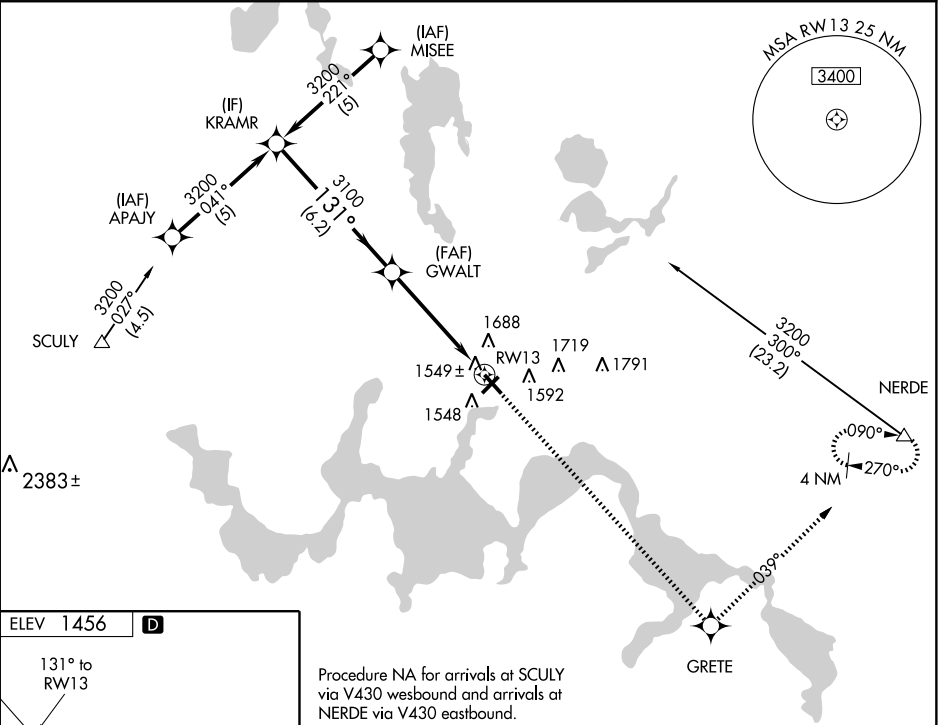 (IAF)
MISEE
3200
221°
(5)
(IF)
KRAMR
(IAF)
APAJY
3200
041°
(5)
3100
131°
(6.2)
(FAF)
GWALT
3200
027°
(4.5)
SCULY
MSA RW13 25 NM
3400
1688
1549 ±
RW13
1719
1791
1592
1548
3200
300°
(23.2)
NERDE
090°
270°
4 NM
2383 ±
039°
GRETE
ELEV 1456
D
131° to
RW13
Procedure NA for arrivals at SCULY
via V430 wesbound and arrivals at
NERDE via V430 eastbound.